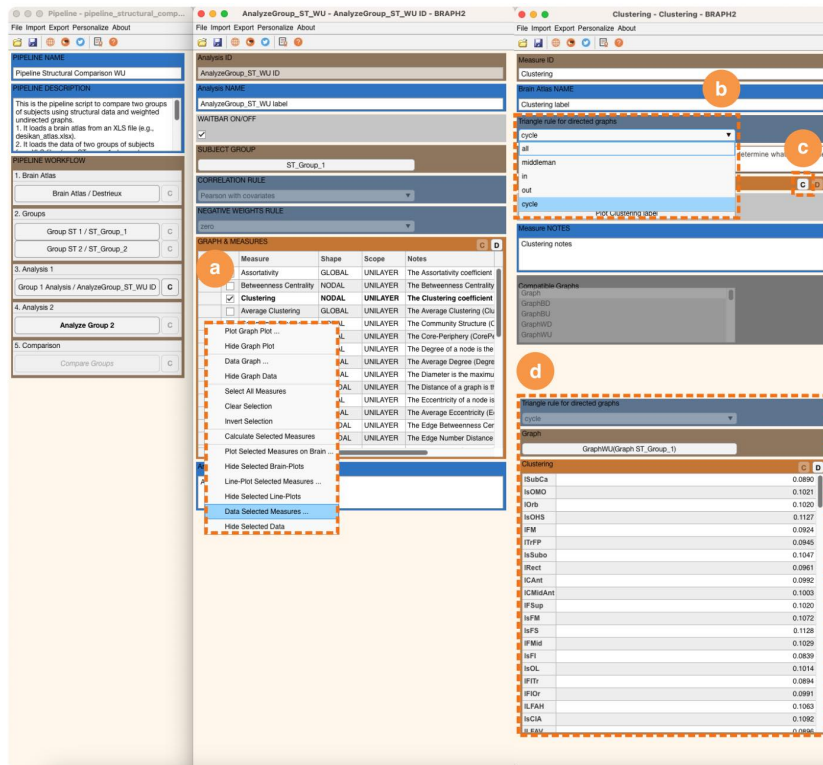 Pipeline - pipeline_structural_comp...
File Import Export Personalize About
PIPELINE NAME
Pipeline Structural Comparison WU
PIPELINE DESCRIPTION
This is the pipeline script to compare two groups
of subjects using structural data and weighted
undirected graphs.
1. It loads a brain atlas from an XLS file (e.g.,
desikan_atlas.xlsx).
2. It loads the data of two groups of subjects
PIPELINE WORKFLOW
1. Brain Atlas
Brain Atlas / Destrieux C
2. Groups
Group ST 1 / ST_Group_1 C
Group ST 2 / ST_Group_2 C
3. Analysis 1
Group 1 Analysis / AnalyzeGroup_ST_WU ID C
4. Analysis 2
Analyze Group 2 C
5. Comparison
Compare Groups C
AnalyzeGroup_ST_WU - AnalyzeGroup_ST_WU ID - BRAPH2
File Import Export Personalize About
Analysis ID
AnalyzeGroup_ST_WU ID
Analysis NAME
AnalyzeGroup_ST_WU label
WAITBAR ON/OFF
SUBJECT GROUP
ST_Group_1
CORRELATION RULE
Pearson with covariates
NEGATIVE WEIGHTS RULE
zero
GRAPH & MEASURES C D
a
Measure Shape Scope Notes
Assortativity GLOBAL UNILAYER The Assortativity coefficient
Betweenness Centrality NODAL UNILAYER The Betweenness Centrality
Clustering NODAL UNILAYER The Clustering coefficient
Average Clustering GLOBAL UNILAYER The Average Clustering (Clu
AL UNILAYER The Community Structure (C
AL UNILAYER The Core-Periphery (CorePe
AL UNILAYER The Degree of a node is the
AL UNILAYER The Average Degree (Degre
AL UNILAYER The Diameter is the maximu
DAL UNILAYER The Distance of a graph is th
AL UNILAYER The Eccentricity of a node is
AL UNILAYER The Average Eccentricity (Ec
DAL UNILAYER The Edge Betweenness Cer
DAL UNILAYER The Edge Number Distance
Plot Graph Plot ...
Hide Graph Plot
Data Graph ...
Hide Graph Data
Select All Measures
Clear Selection
Invert Selection
Calculate Selected Measures
Plot Selected Measures on Brain ...
Hide Selected Brain-Plots
Line-Plot Selected Measures ...
Hide Selected Line-Plots
Data Selected Measures ...
Hide Selected Data
Clustering - Clustering - BRAPH2
File Import Export Personalize About
Measure ID
Clustering
Brain Atlas NAME
Clustering label
b
Triangle rule for directed graphs
cycle
all
middleman
in
out
cycle
etermine wha
c
C D
Plot Clustering label
Measure NOTES
Clustering notes
Compatible Graphs
Graph
GraphBD
GraphBU
GraphWD
GraphWU
d
Triangle rule for directed graphs
cycle
Graph
GraphWU(Graph ST_Group_1)
Clustering C D
lSubCa 0.0890
lsOMO 0.1021
lOrb 0.1020
lsOHS 0.1127
lFM 0.0924
lTrFP 0.0945
lsSubo 0.1047
lRect 0.0961
lCAnt 0.0992
lCMidAnt 0.1003
lFSup 0.1020
lsFM 0.1072
lsFS 0.1128
lFMid 0.1029
lsFI 0.0839
lsOL 0.1014
lFITr 0.0894
lFIOr 0.0991
lLFAH 0.1063
lsCIA 0.1092
lLFAV 0.0896